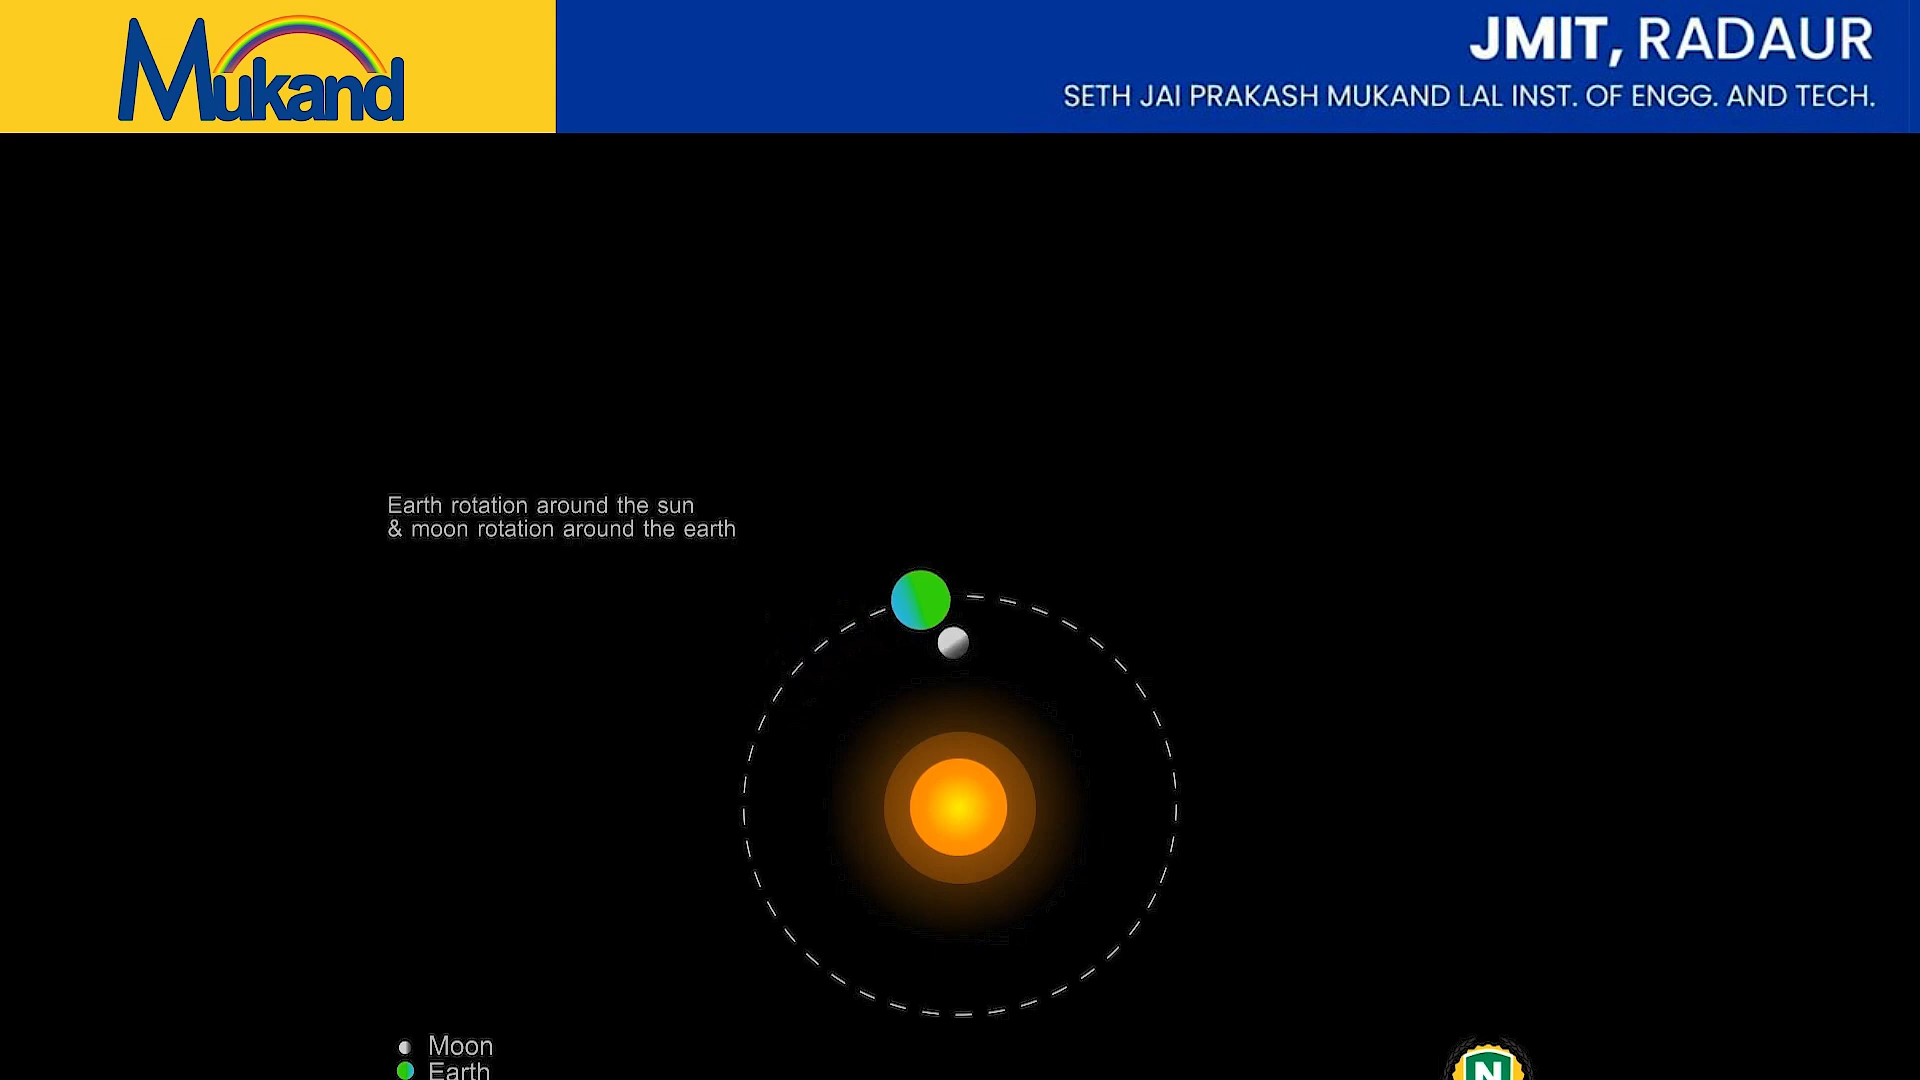 Mukand
JMIT, RADAUR
SETH JAI PRAKASH MUKAND LAL INST. OF ENGG. AND TECH.
Earth rotation around the sun
& moon rotation around the earth
Moon
Earth
N